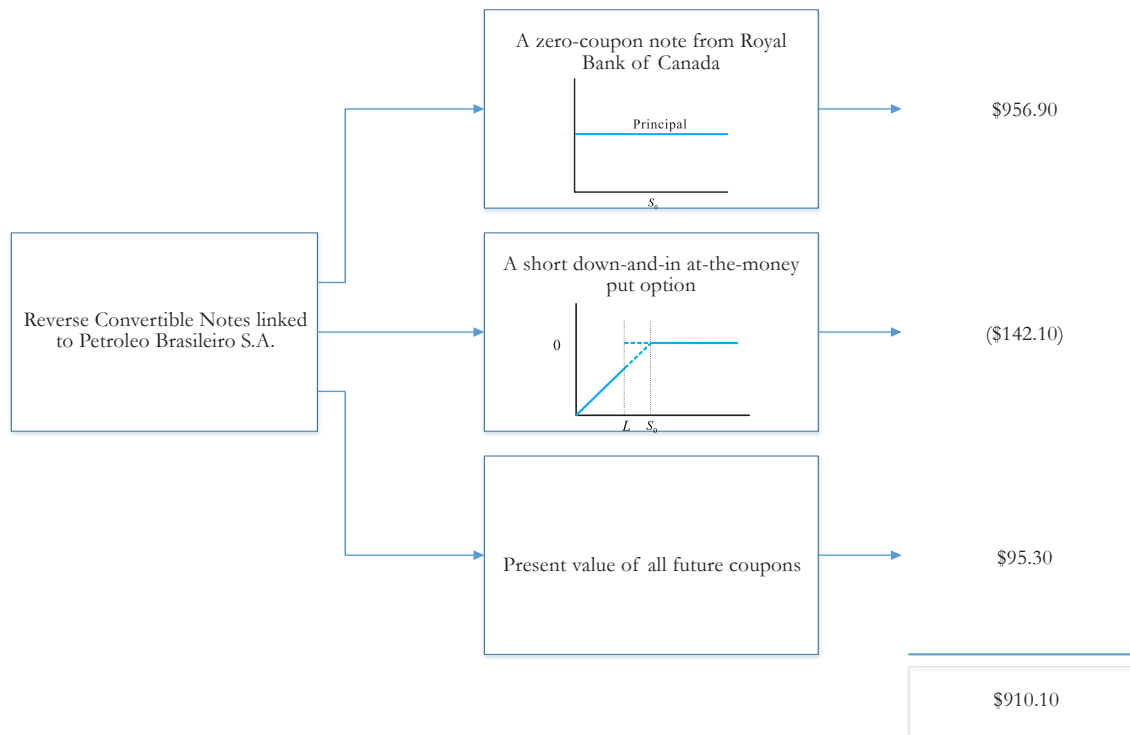 A zero-coupon note from Royal
Bank of Canada
Principal
S₀
$956.90
Reverse Convertible Notes linked
to Petroleo Brasileiro S.A.
A short down-and-in at-the-money
put option
0
L S₀
($142.10)
Present value of all future coupons
$95.30
$910.10